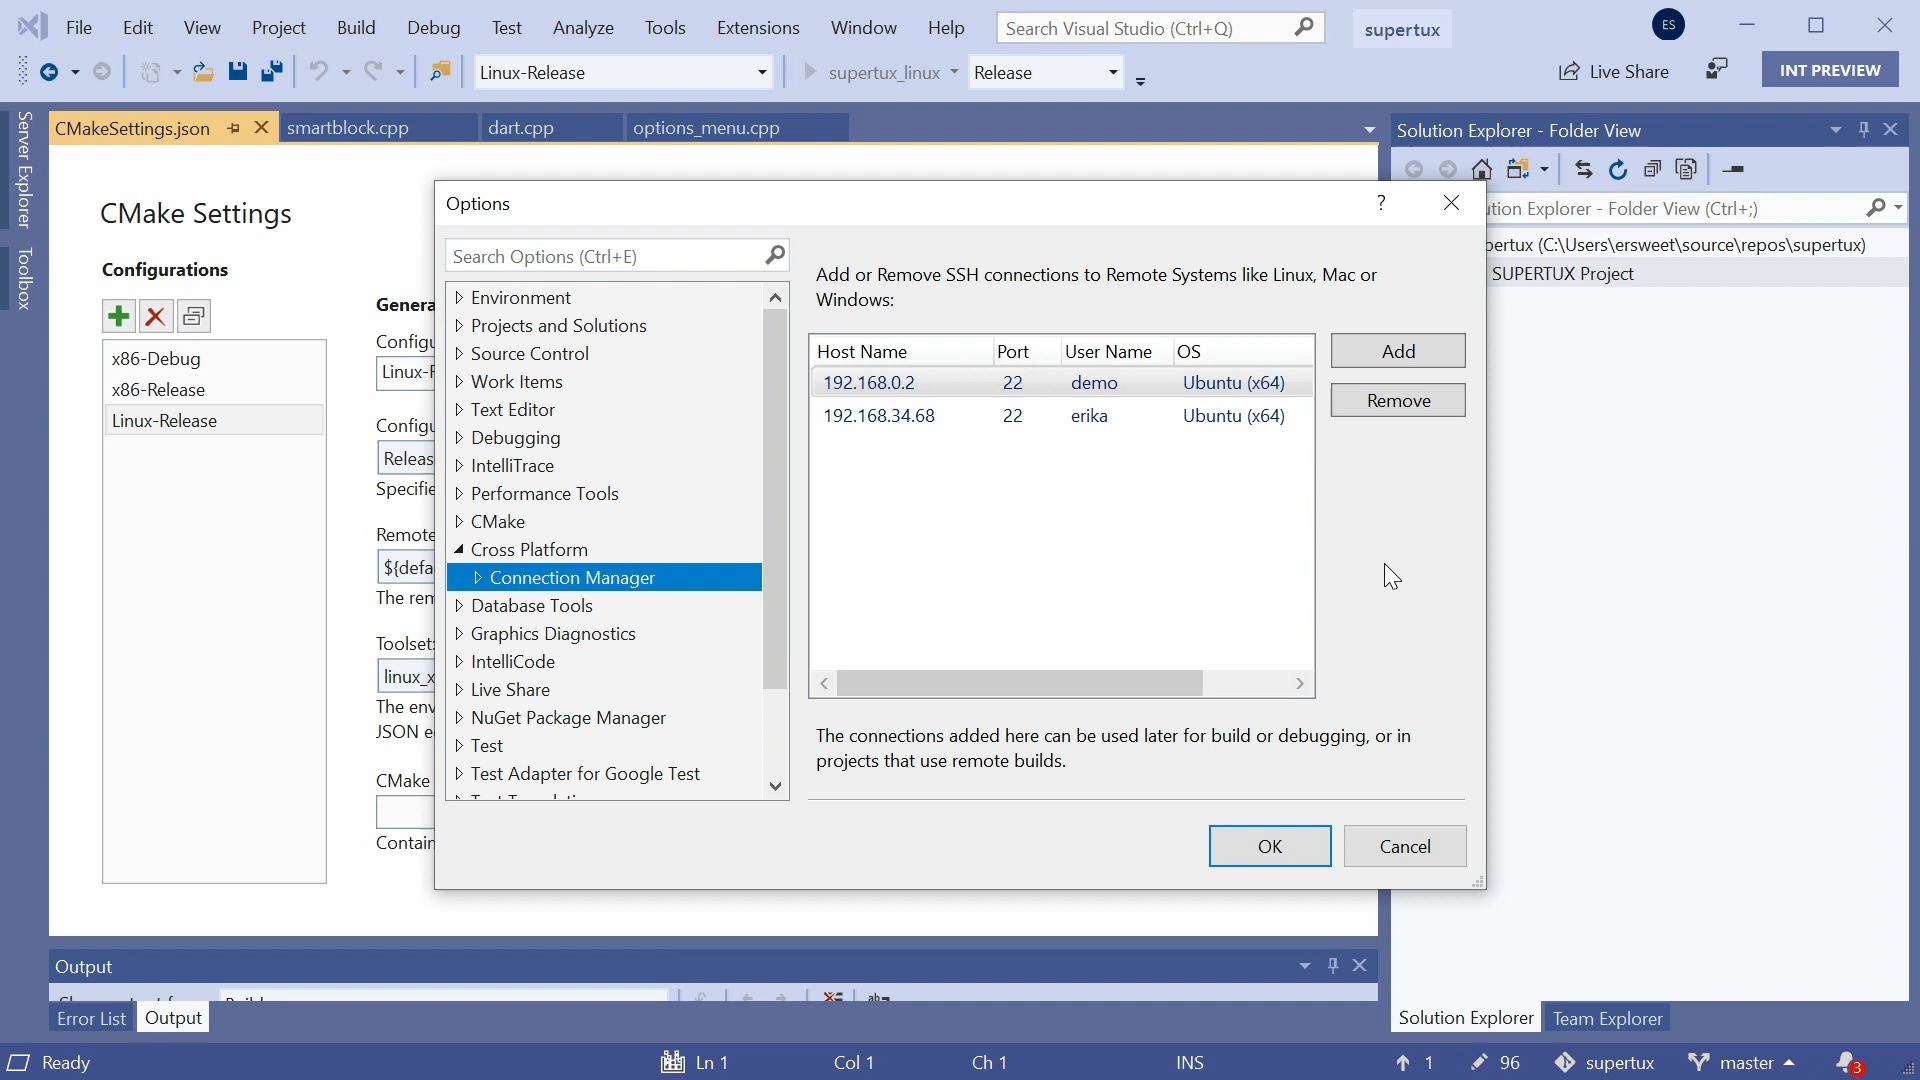 File Edit View Project Build Debug Test Analyze Tools Extensions Window Help Search Visual Studio (Ctrl+Q) supertux ES
Linux-Release supertux_linux Release Live Share INT PREVIEW
Server Explorer
Toolbox
CMakeSettings.json smartblock.cpp dart.cpp options_menu.cpp
CMake Settings
Configurations
x86-Debug
x86-Release
Linux-Release
Genera
Configu
Linux-R
Configu
Releas
Specifie
Remote
${defa
The rem
Toolset:
linux_x
The env
JSON e
CMake
Contain
Options
?
Search Options (Ctrl+E)
Environment
Projects and Solutions
Source Control
Work Items
Text Editor
Debugging
IntelliTrace
Performance Tools
CMake
Cross Platform
Connection Manager
Database Tools
Graphics Diagnostics
IntelliCode
Live Share
NuGet Package Manager
Test
Test Adapter for Google Test
Add or Remove SSH connections to Remote Systems like Linux, Mac or
Windows:
Host Name Port User Name OS
192.168.0.2 22 demo Ubuntu (x64)
192.168.34.68 22 erika Ubuntu (x64)
Add
Remove
The connections added here can be used later for build or debugging, or in
projects that use remote builds.
OK Cancel
Solution Explorer - Folder View
ution Explorer - Folder View (Ctrl+;)
pertux (C:\Users\ersweet\source\repos\supertux)
SUPERTUX Project
Output
Error List Output
Solution Explorer Team Explorer
Ready Ln 1 Col 1 Ch 1 INS 1 96 supertux master 3